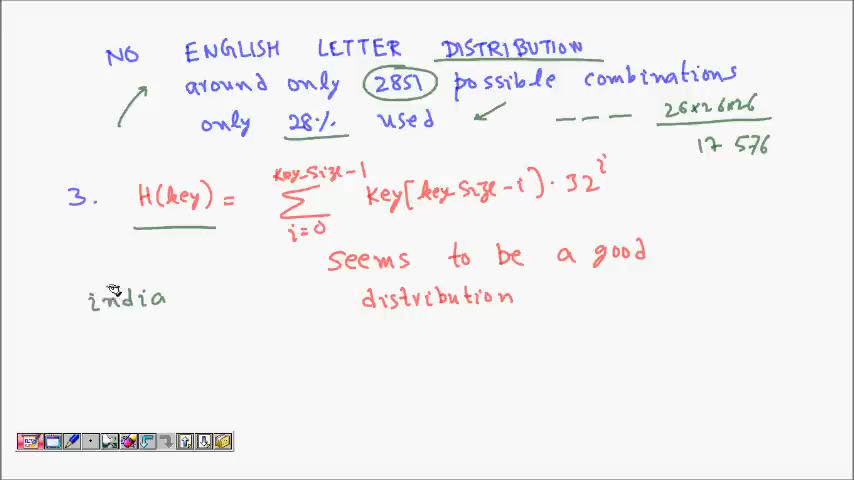 NO ENGLISH LETTER DISTRIBUTION
around only 2851 possible combinations
only 28% used ← _ _ _ 26x26x26
17 576
3. H(key) = key-size-1 ∑ i=0 key[key size - i) · 32^i
seems to be a good
distribution
india